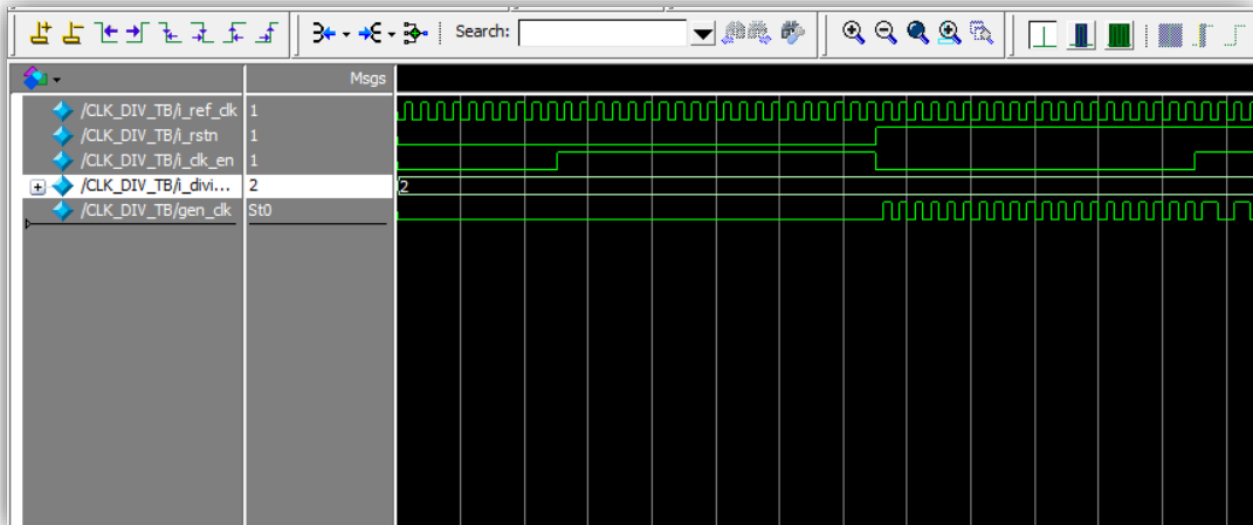 Search:
Msgs
/CLK_DIV_TB/i_ref_clk 1
/CLK_DIV_TB/i_rstn 1
/CLK_DIV_TB/i_clk_en 1
/CLK_DIV_TB/i_divi... 2 2
/CLK_DIV_TB/gen_clk St0